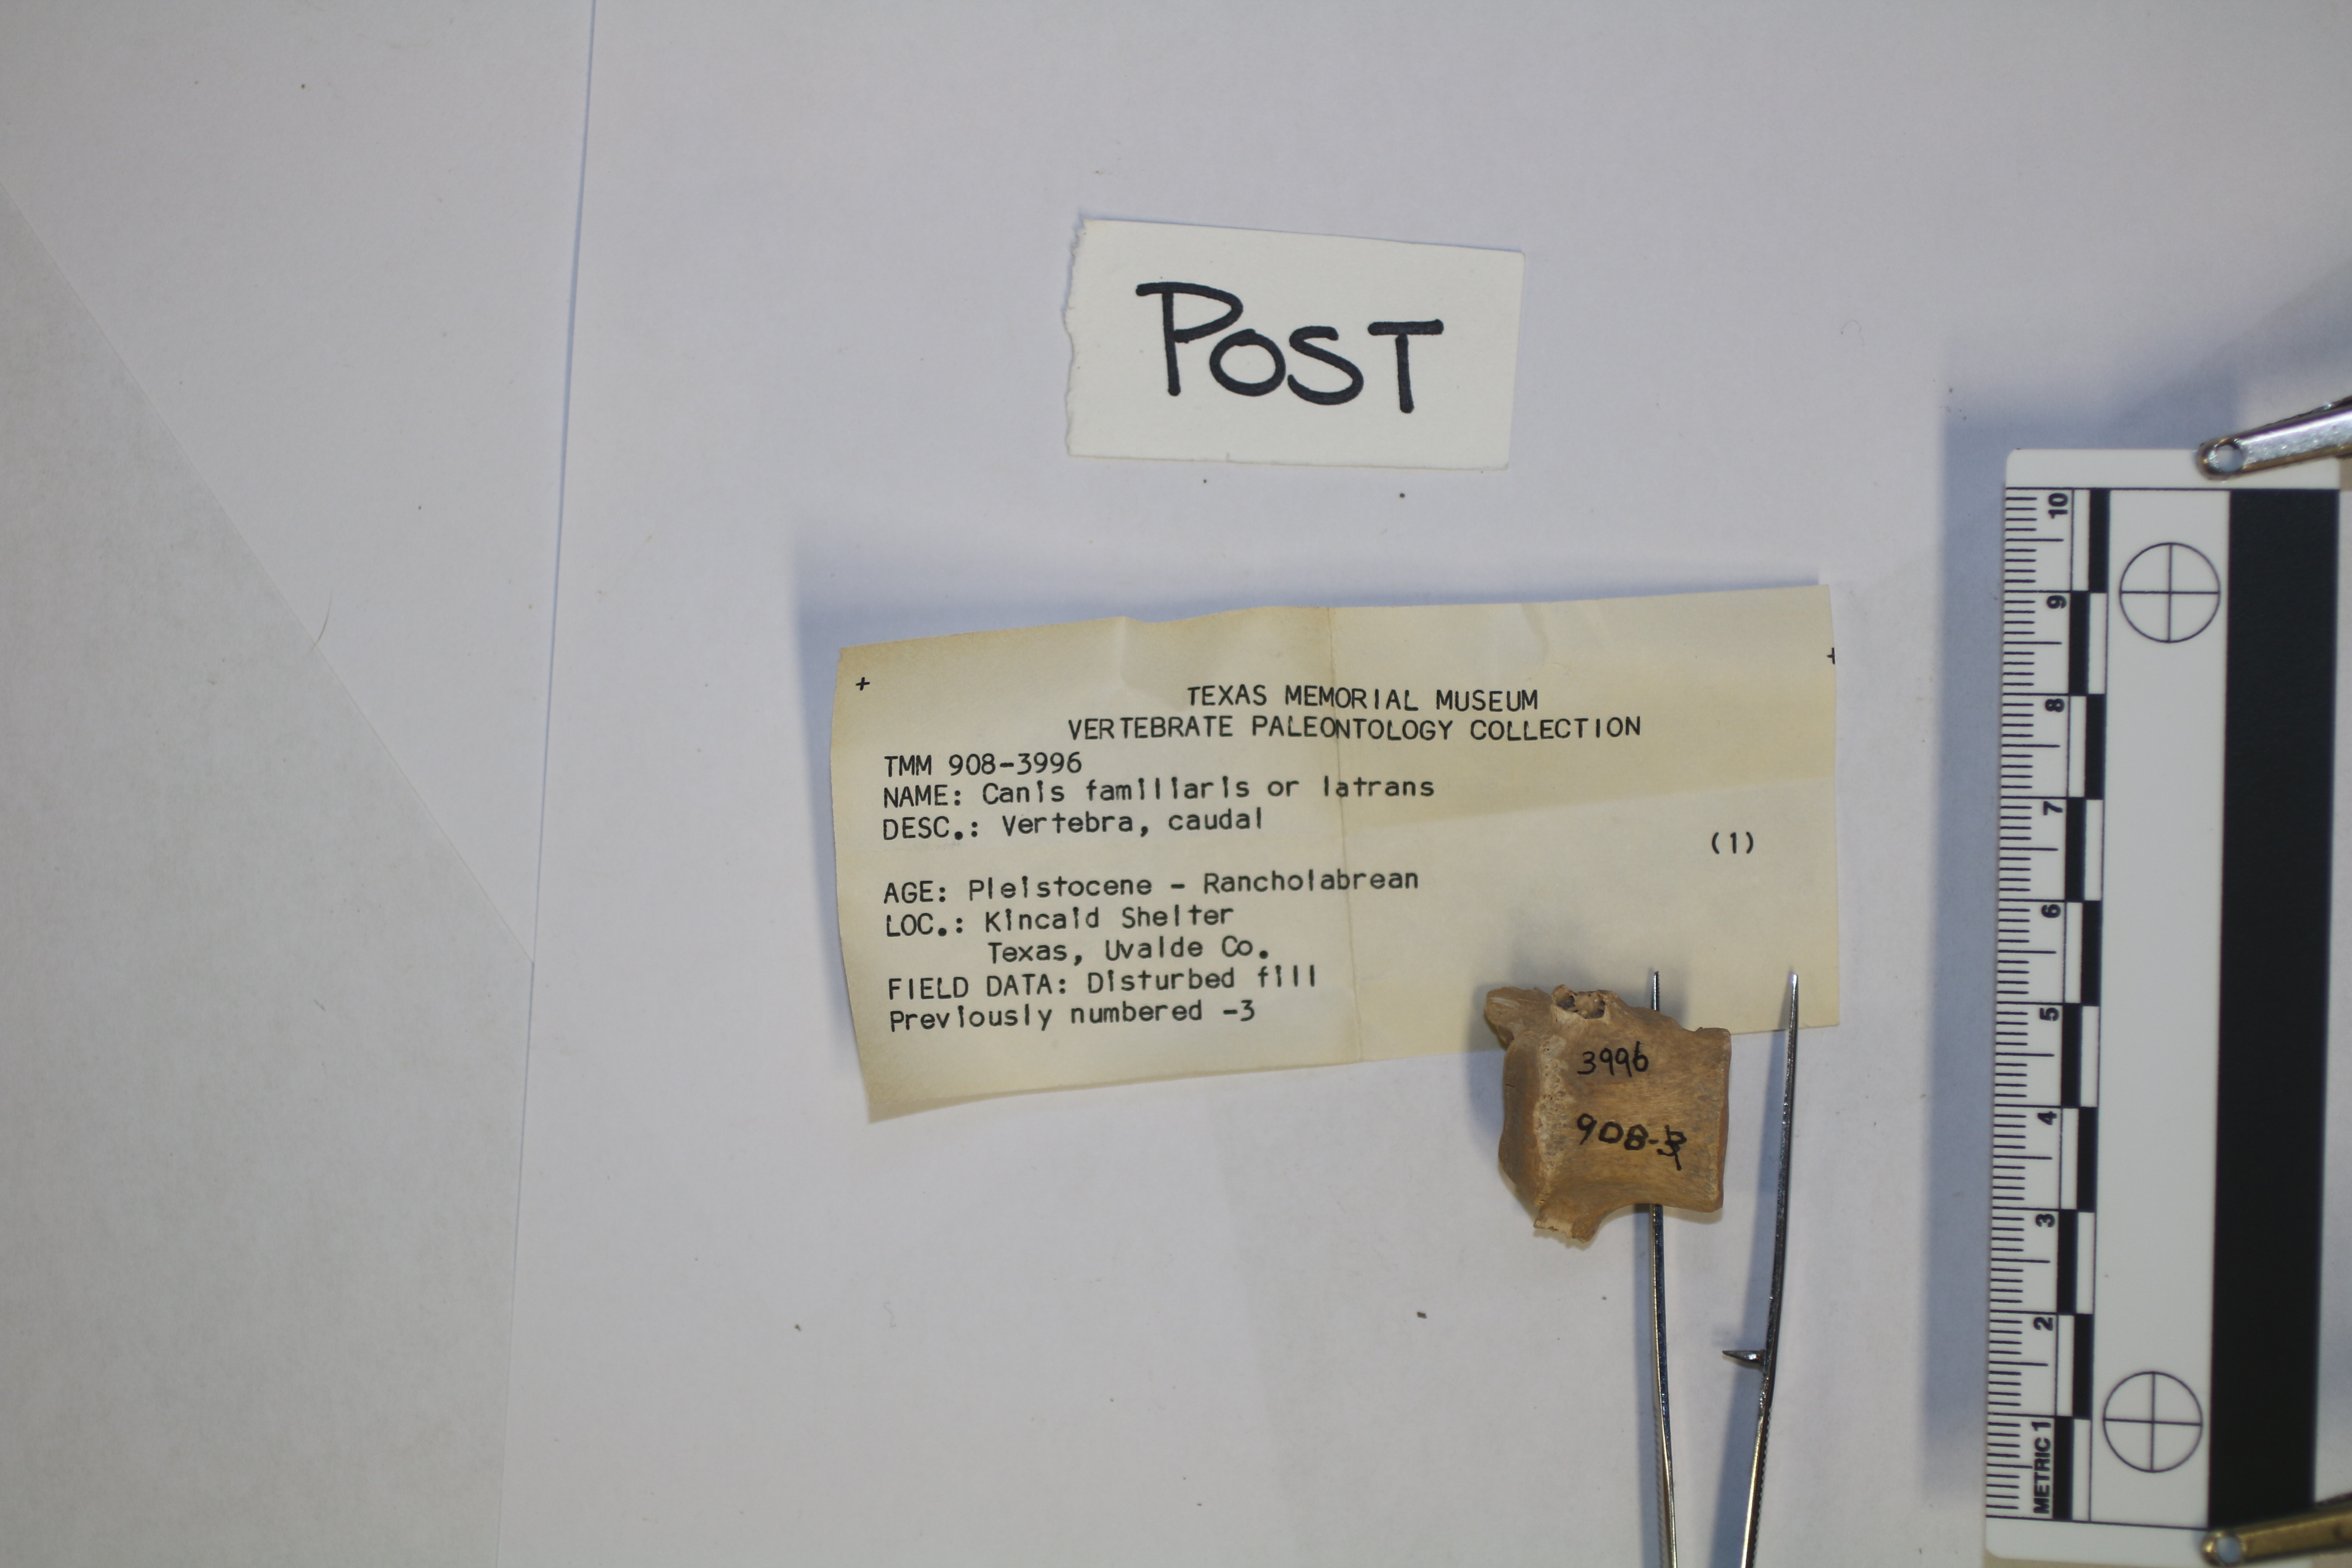 POST
+
TEXAS MEMORIAL MUSEUM
VERTEBRATE PALEONTOLOGY COLLECTION
TMM 908-3996
NAME: Canis familiaris or latrans
DESC.: Vertebra, caudal (1)
AGE: Pleistocene - Rancholabrean
LOC.: Kincaid Shelter
Texas, Uvalde Co.
FIELD DATA: Disturbed fill
Previously numbered -3
+
3996
908-
METRIC 1 2 3 4 5 6 7 8 9 10